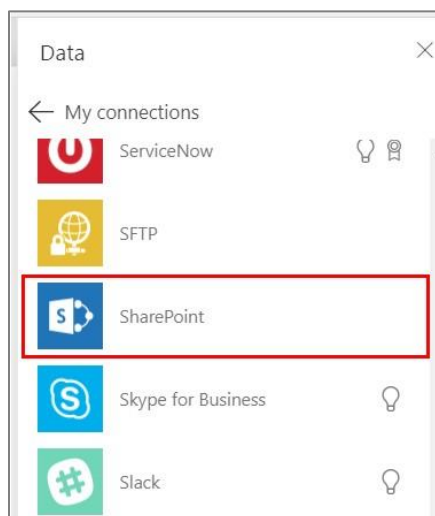 Data
My connections
ServiceNow
SFTP
SharePoint
Skype for Business
Slack